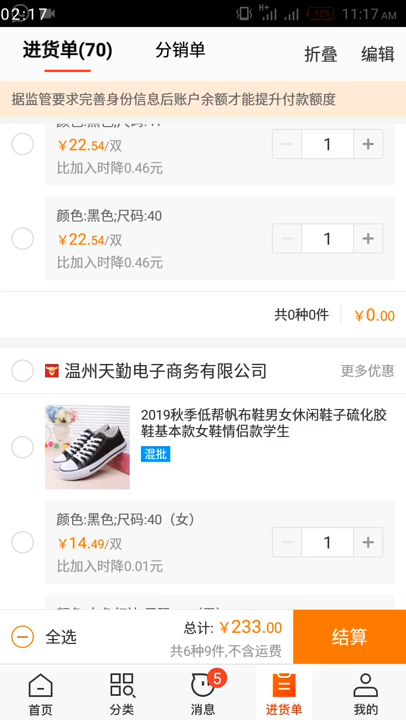 02:17
H+
12%
11:17 AM
进货单(70)
分销单
折叠
编辑
据监管要求完善身份信息后账户余额才能提升付款额度
¥22.54/双
1
比加入时降0.46元
颜色:黑色;尺码:40
¥22.54/双
1
比加入时降0.46元
共0种0件
¥0.00
温州天勤电子商务有限公司
更多优惠
2019秋季低帮帆布鞋男女休闲鞋子硫化胶
鞋基本款女鞋情侣款学生
混批
颜色:黑色;尺码:40（女）
¥14.49/双
1
比加入时降0.01元
全选
总计: ¥233.00
共6种9件,不含运费
结算
首页
分类
5
消息
进货单
我的